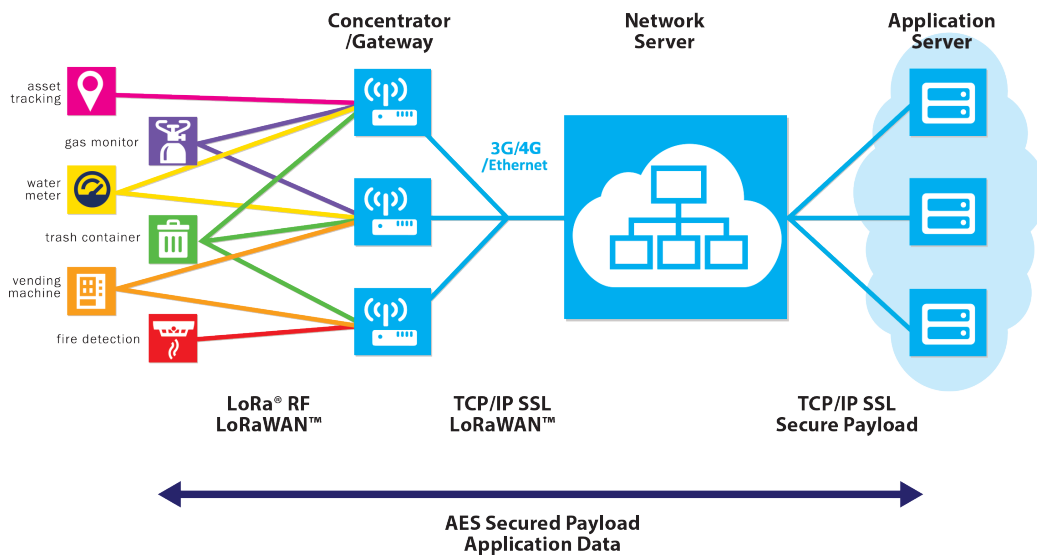 Concentrator
/Gateway
Network
Server
Application
Server
asset
tracking
gas monitor
water
meter
trash container
vending
machine
fire detection
3G/4G
/Ethernet
LoRa® RF
LoRaWAN™
TCP/IP SSL
LoRaWAN™
TCP/IP SSL
Secure Payload
AES Secured Payload
Application Data